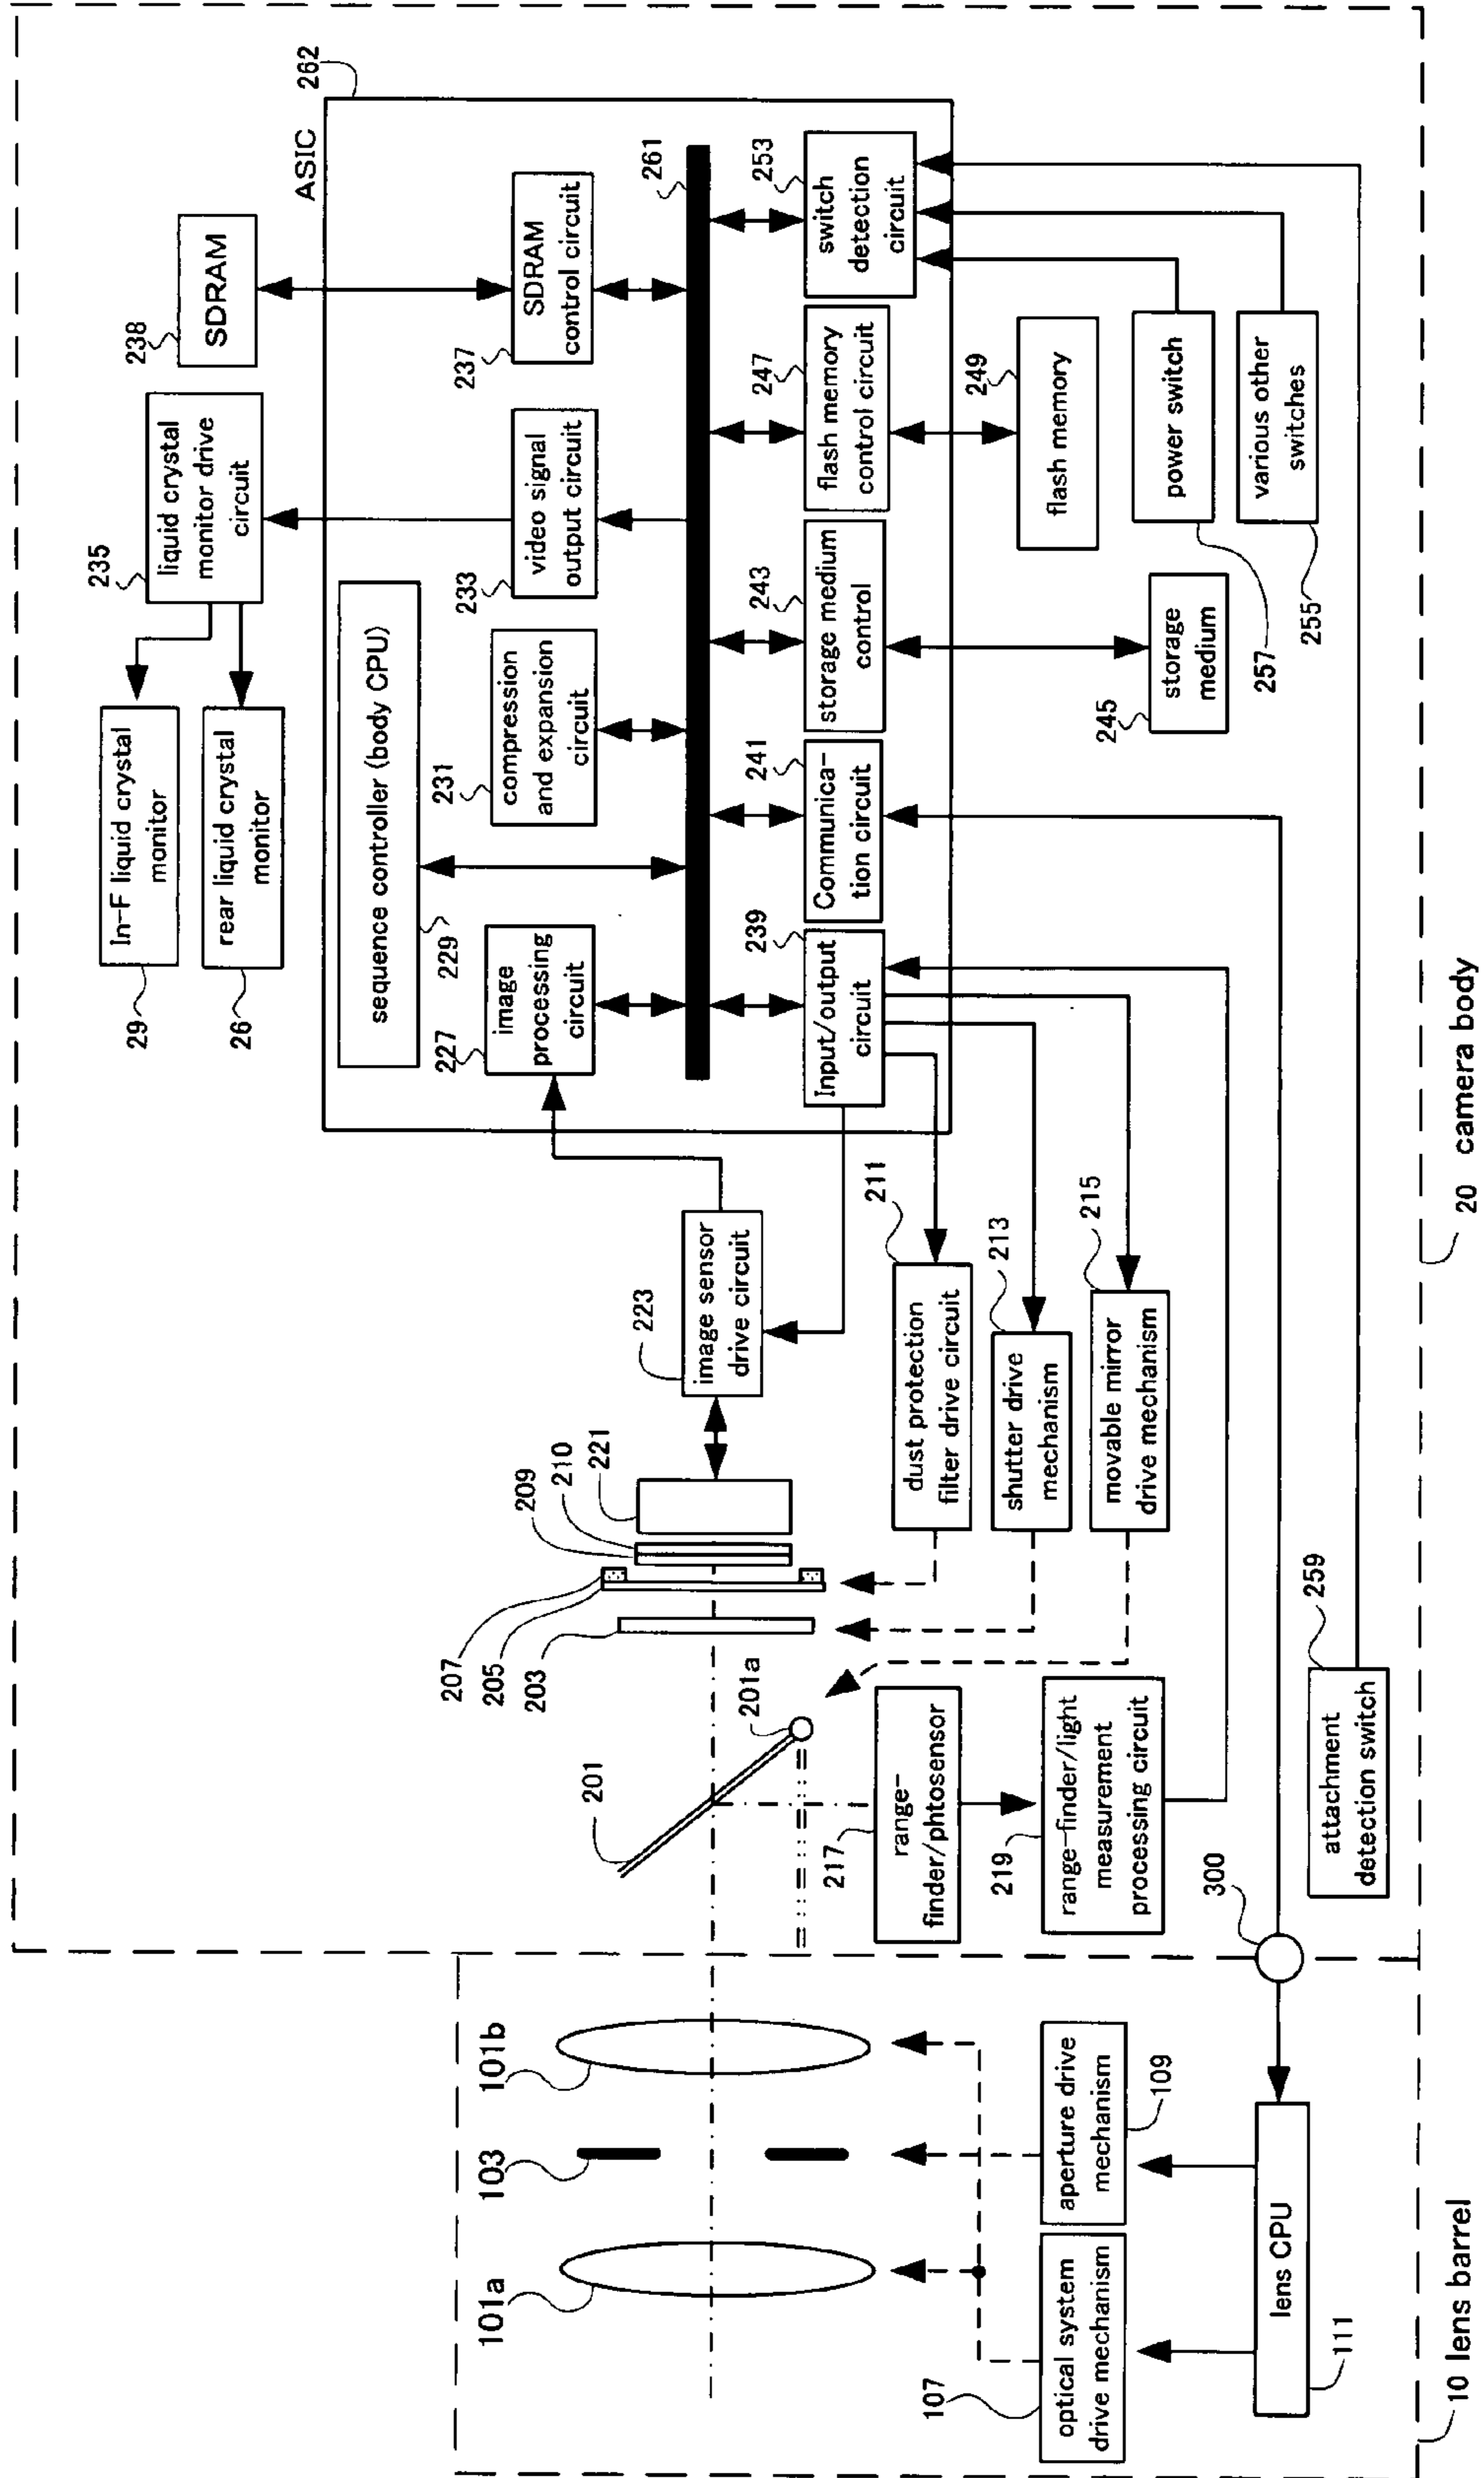 29
In-F liquid crystal
monitor
26
rear liquid crystal
monitor
235
liquid crystal
monitor drive
circuit
238
SDRAM
ASIC
262
sequence controller (body CPU)
229
227
image
processing
circuit
231
compression
and expansion
circuit
233
video signal
output circuit
237
SDRAM
control circuit
261
239
Input/output
circuit
241
Communica-
tion circuit
243
storage medium
control
247
flash memory
control circuit
253
switch
detection
circuit
245
storage
medium
249
flash memory
power switch
257
various other
switches
255
223
image sensor
drive circuit
207
205
203
209
210
221
201
201a
211
dust protection
filter drive circuit
213
shutter drive
mechanism
215
movable mirror
drive mechanism
217
range-
finder/phtosensor
219
range-finder/light
measurement
processing circuit
259
attachment
detection switch
300
101a
103
101b
107
optical system
drive mechanism
aperture drive
mechanism
109
lens CPU
111
10 lens barrel
20 camera body